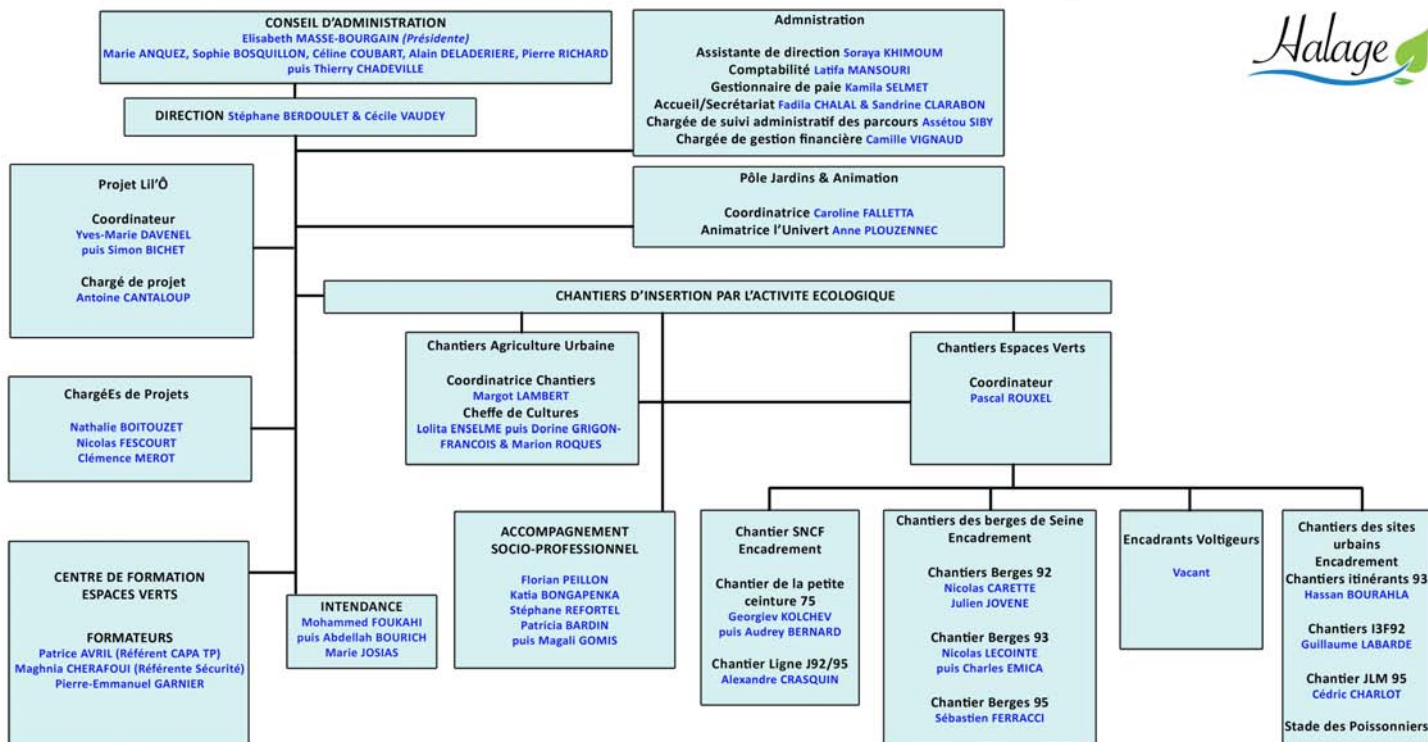 CONSEIL D'ADMINISTRATION
Elisabeth MASSE-BOURGAIN (Présidente)
Marie ANQUEZ, Sophie BOSQUILLON, Céline COUBART, Alain DELADERIERE, Pierre RICHARD
puis Thierry CHADEVILLE
DIRECTION Stéphane BERDOULET & Cécile VAUDEY
Admnistration
Assistante de direction Soraya KHIMOUM
Comptabilité Latifa MANSOURI
Gestionnaire de paie Kamila SELMET
Accueil/Secrétariat Fadila CHALAL & Sandrine CLARABON
Chargée de suivi administratif des parcours Assétou SIBY
Chargée de gestion financière Camille VIGNAUD
Halage
Projet Lil'Ô
Coordinateur
Yves-Marie DAVENEL
puis Simon BICHET
Chargé de projet
Antoine CANTALOUP
Pôle Jardins & Animation
Coordinatrice Caroline FALLETTA
Animatrice l'Univert Anne PLOUZENNEC
CHANTIERS D'INSERTION PAR L'ACTIVITE ECOLOGIQUE
Chantiers Agriculture Urbaine
Coordinatrice Chantiers
Margot LAMBERT
Cheffe de Cultures
Lolita ENSELME puis Dorine GRIGON-
FRANCOIS & Marion ROQUES
Chantiers Espaces Verts
Coordinateur
Pascal ROUXEL
ChargéEs de Projets
Nathalie BOITOUZET
Nicolas FESCOURT
Clémence MEROT
CENTRE DE FORMATION
ESPACES VERTS
FORMATEURS
Patrice AVRIL (Référent CAPA TP)
Maghnia CHERAFOUI (Référente Sécurité)
Pierre-Emmanuel GARNIER
INTENDANCE
Mohammed FOUKAHI
puis Abdellah BOURICH
Marie JOSIAS
ACCOMPAGNEMENT
SOCIO-PROFESSIONNEL
Florian PEILLON
Katia BONGAPENKA
Stéphane REFORTEL
Patricia BARDIN
puis Magali GOMIS
Chantier SNCF
Encadrement
Chantier de la petite
ceinture 75
Georgiev KOLCHEV
puis Audrey BERNARD
Chantier Ligne J92/95
Alexandre CRASQUIN
Chantiers des berges de Seine
Encadrement
Chantiers Berges 92
Nicolas CARETTE
Julien JOVENE
Chantier Berges 93
Nicolas LECOINTE
puis Charles EMICA
Chantier Berges 95
Sébastien FERRACCI
Encadrants Voltigeurs
Vacant
Chantiers des sites
urbains
Encadrement
Chantiers itinérants 93
Hassan BOURAHLA
Chantiers I3F92
Guillaume LABARDE
Chantier JLM 95
Cédric CHARLOT
Stade des Poissonniers